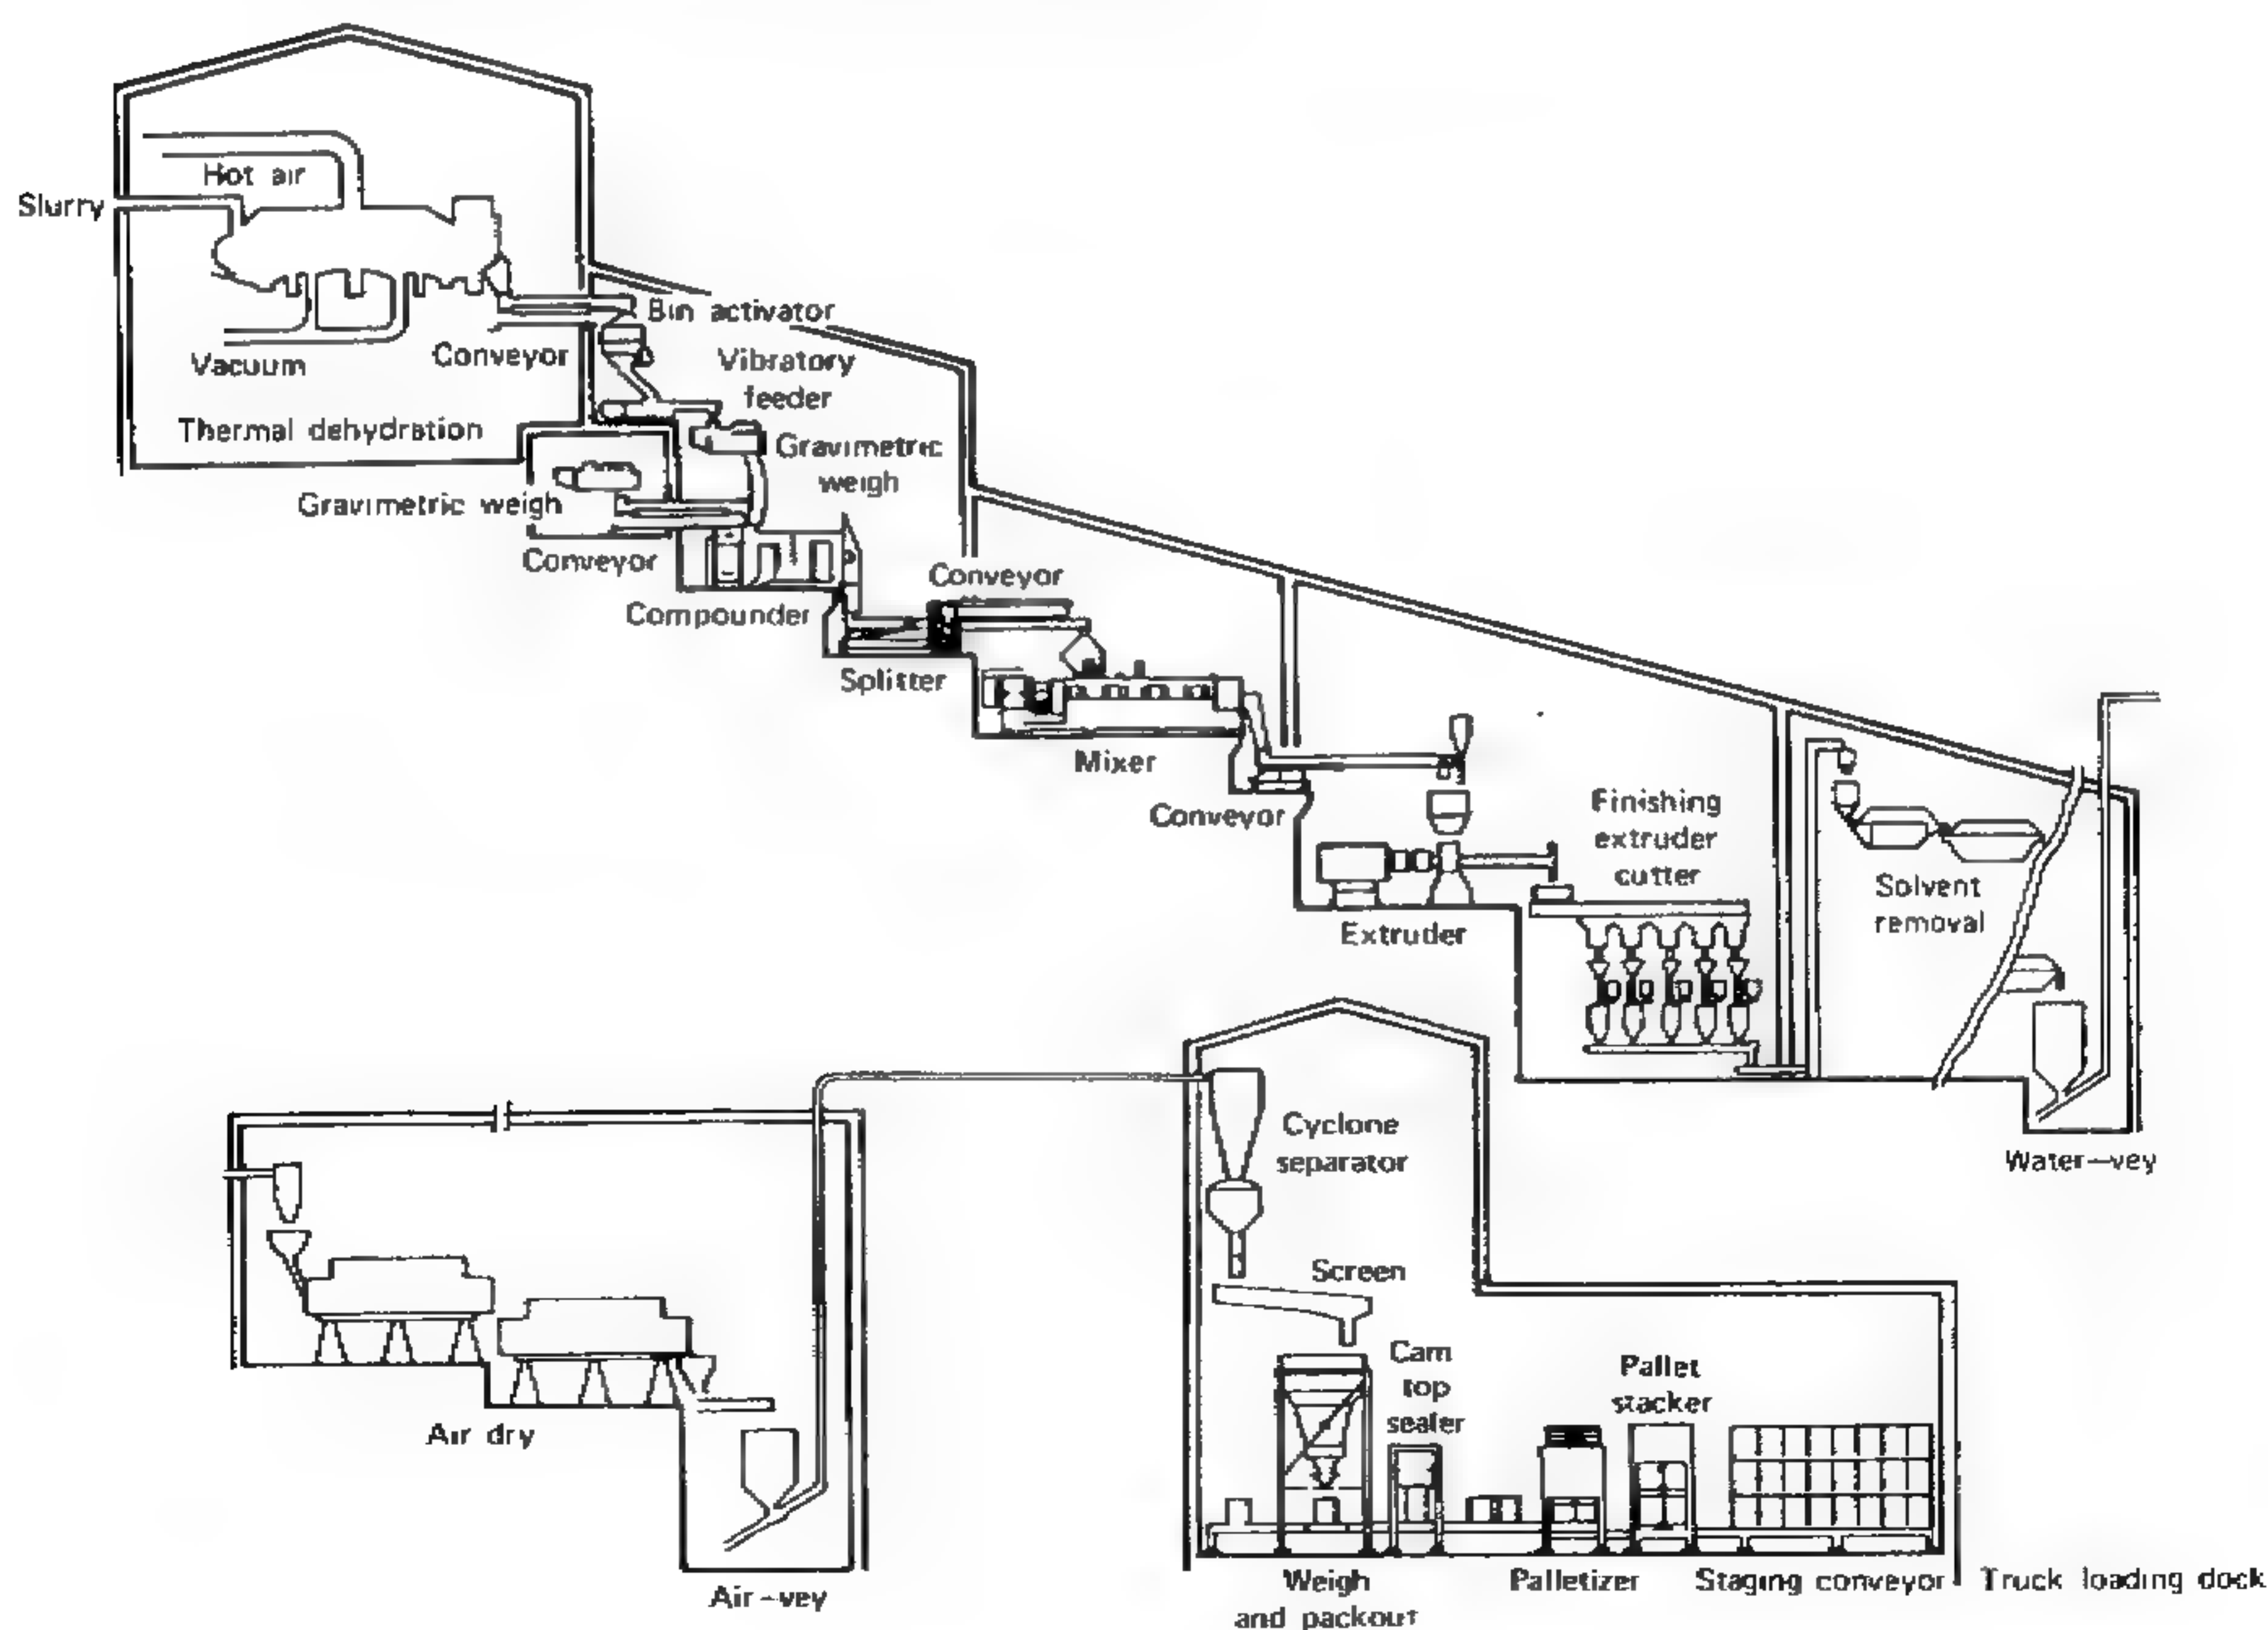 Hot air
Slurry
Bin activator
Vacuum
Conveyor
Vibratory
feeder
Thermal dehydration
Gravimetric
weigh
Gravimetric weigh
Conveyor
Conveyor
Compounder
Splitter
Mixer
Conveyor
Finishing
extruder
cutter
Solvent
removal
Extruder
Cyclone
separator
Water-vey
Screen
Cam
top
sealer
Pallet
stacker
Air dry
Air-vey
Weigh
and packout
Palletizer
Staging conveyor
Truck loading dock